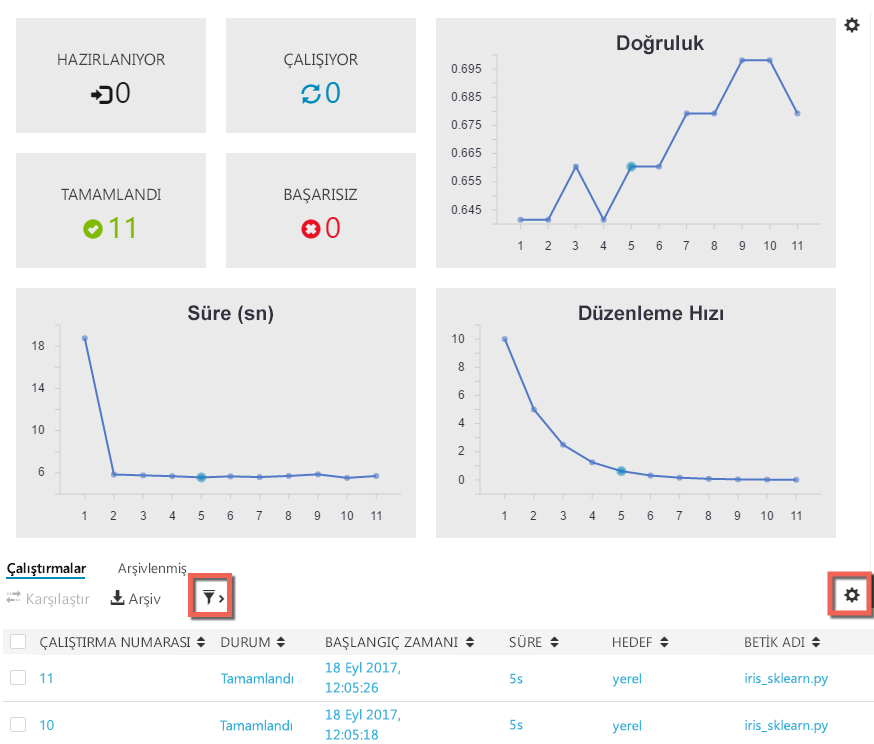 HAZIRLANIYOR
0
ÇALIŞIYOR
0
TAMAMLANDI
11
BAŞARISIZ
0
Doğruluk
0.695
0.685
0.675
0.665
0.655
0.645
1 2 3 4 5 6 7 8 9 10 11
Süre (sn)
18
14
10
6
1 2 3 4 5 6 7 8 9 10 11
Düzenleme Hızı
10
8
6
4
2
0
1 2 3 4 5 6 7 8 9 10 11
Çalıştırmalar Arşivlenmiş
Karşılaştır Arşiv
ÇALIŞTIRMA NUMARASI DURUM BAŞLANGIÇ ZAMANI SÜRE HEDEF BETİK ADI
11 Tamamlandı 18 Eyl 2017, 12:05:26 5s yerel iris_sklearn.py
10 Tamamlandı 18 Eyl 2017, 12:05:18 5s yerel iris_sklearn.py